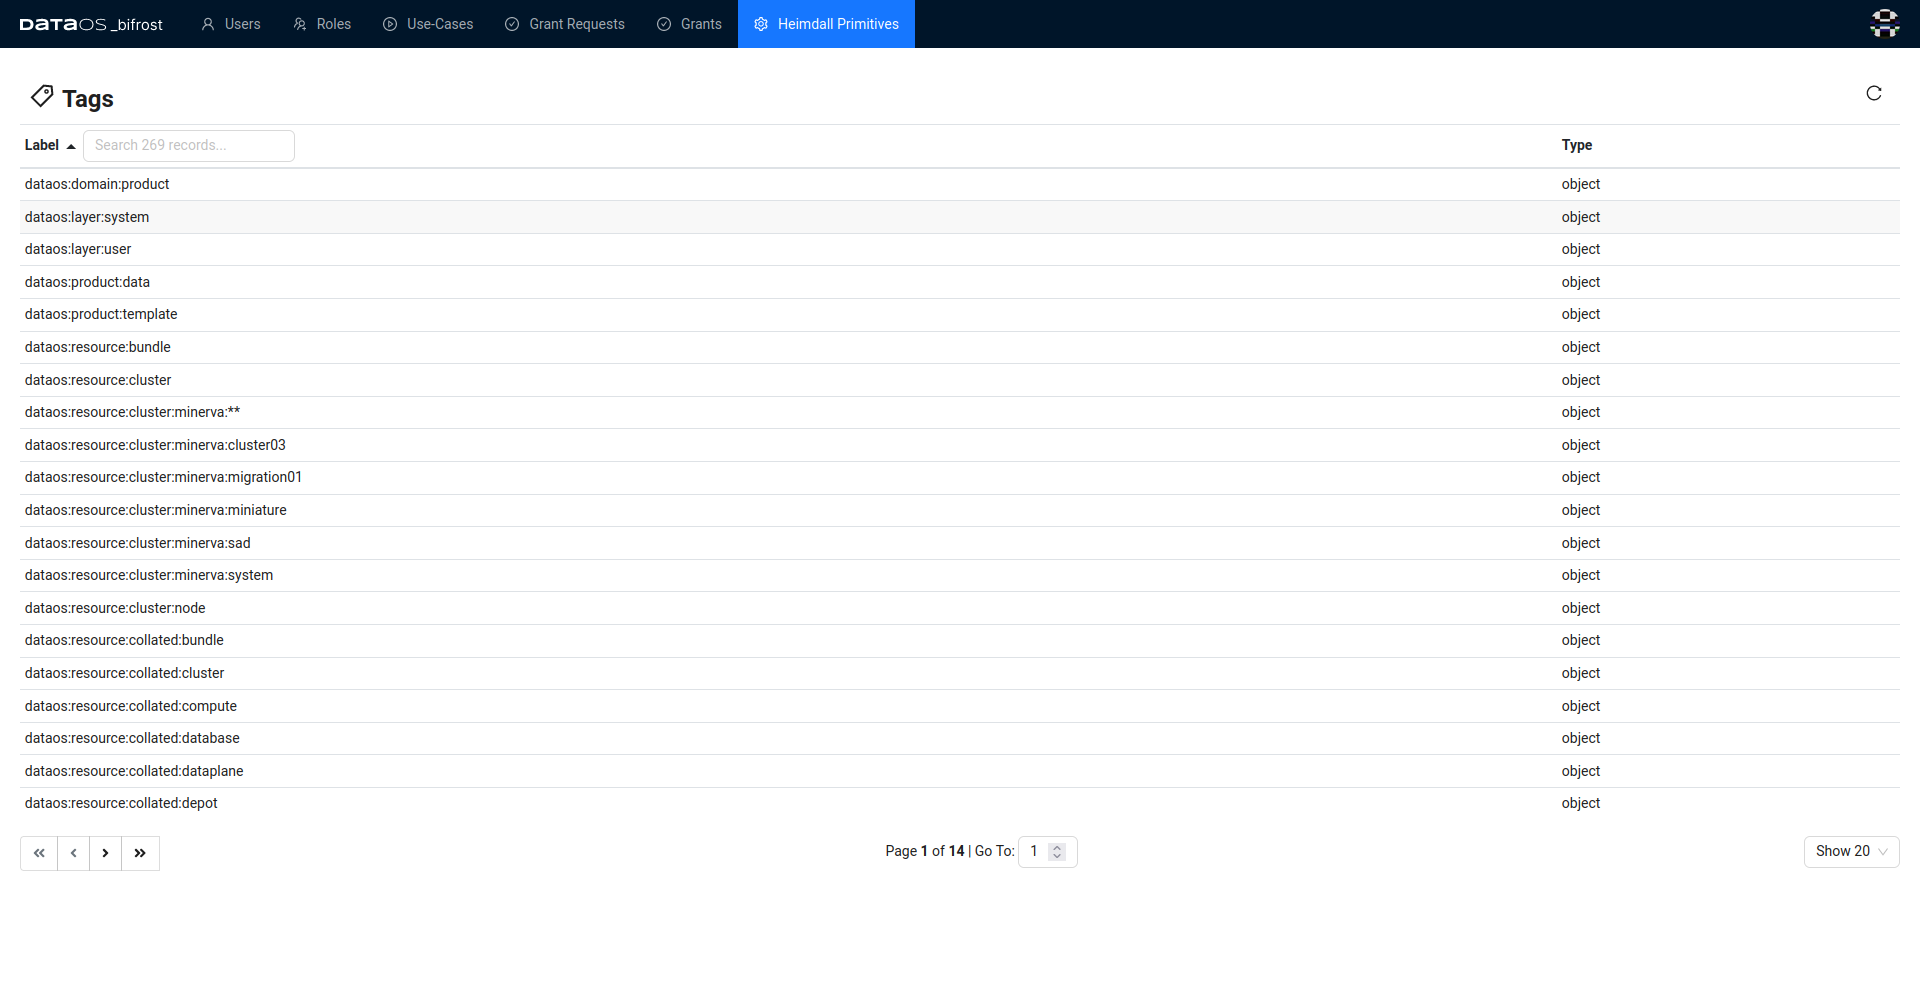 DATAOS _bifrost Users Roles Use-Cases Grant Requests Grants Heimdall Primitives
Tags
Label Search 269 records... Type
dataos:domain:product object
dataos:layer:system object
dataos:layer:user object
dataos:product:data object
dataos:product:template object
dataos:resource:bundle object
dataos:resource:cluster object
dataos:resource:cluster:minerva:** object
dataos:resource:cluster:minerva:cluster03 object
dataos:resource:cluster:minerva:migration01 object
dataos:resource:cluster:minerva:miniature object
dataos:resource:cluster:minerva:sad object
dataos:resource:cluster:minerva:system object
dataos:resource:cluster:node object
dataos:resource:collated:bundle object
dataos:resource:collated:cluster object
dataos:resource:collated:compute object
dataos:resource:collated:database object
dataos:resource:collated:dataplane object
dataos:resource:collated:depot object
Page 1 of 14 | Go To: 1 Show 20